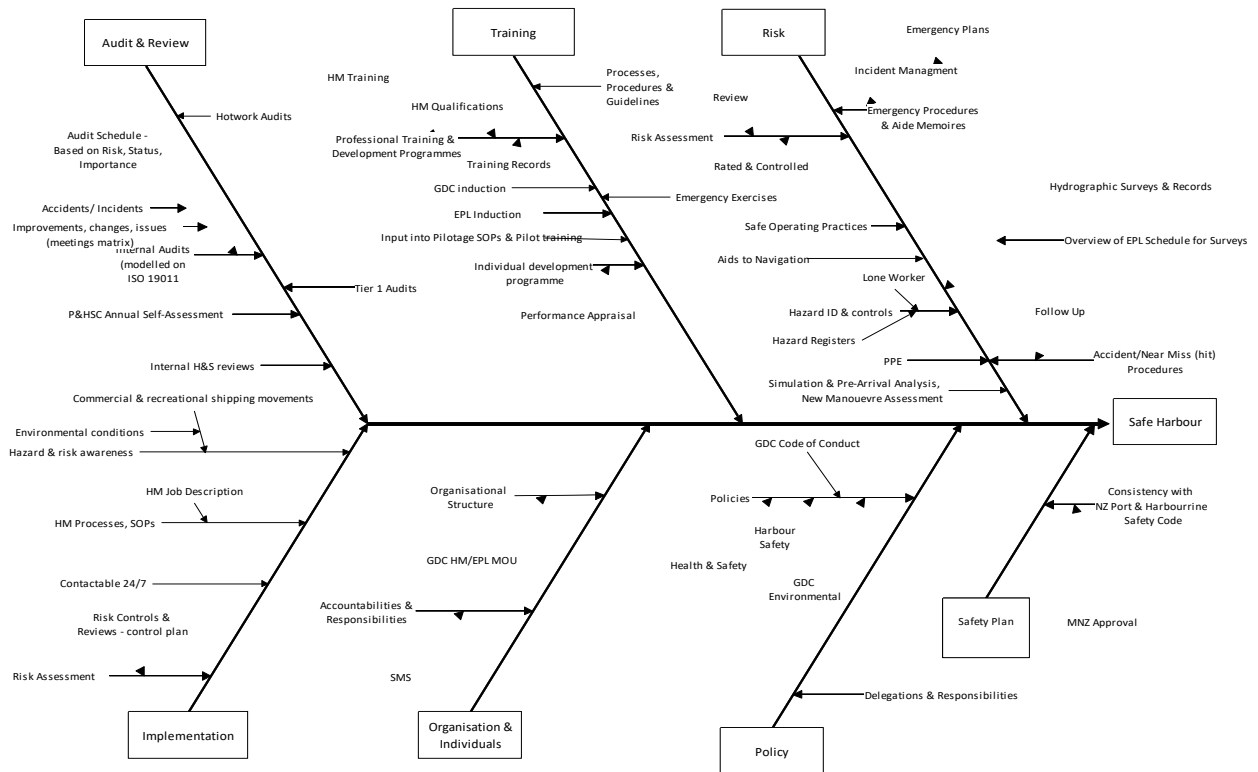 Audit & Review
Training
Risk
Emergency Plans
HM Training
Processes,
Procedures &
Guidelines
Incident Managment
Review
HM Qualifications
Hotwork Audits
Emergency Procedures
& Aide Memoires
Audit Schedule -
Based on Risk, Status,
Importance
Professional Training &
Development Programmes
Risk Assessment
Training Records
Rated & Controlled
GDC induction
Emergency Exercises
Hydrographic Surveys & Records
Accidents/ Incidents
EPL Induction
Improvements, changes, issues
(meetings matrix)
Safe Operating Practices
Input into Pilotage SOPs & Pilot training
Overview of EPL Schedule for Surveys
Internal Audits
(modelled on
ISO 19011
Aids to Navigation
Individual development
programme
Lone Worker
Tier 1 Audits
P&HSC Annual Self-Assessment
Performance Appraisal
Hazard ID & controls
Follow Up
Hazard Registers
Internal H&S reviews
PPE
Accident/Near Miss (hit)
Procedures
Simulation & Pre-Arrival Analysis,
New Manouevre Assessment
Commercial & recreational shipping movements
Safe Harbour
Environmental conditions
Hazard & risk awareness
GDC Code of Conduct
HM Job Description
Organisational
Structure
Policies
Consistency with
NZ Port & Harbourrine
Safety Code
HM Processes, SOPs
Harbour
Safety
GDC HM/EPL MOU
Health & Safety
Contactable 24/7
GDC
Environmental
Accountabilities &
Responsibilities
Risk Controls &
Reviews - control plan
Safety Plan
MNZ Approval
Risk Assessment
SMS
Delegations & Responsibilities
Implementation
Organisation &
Individuals
Policy